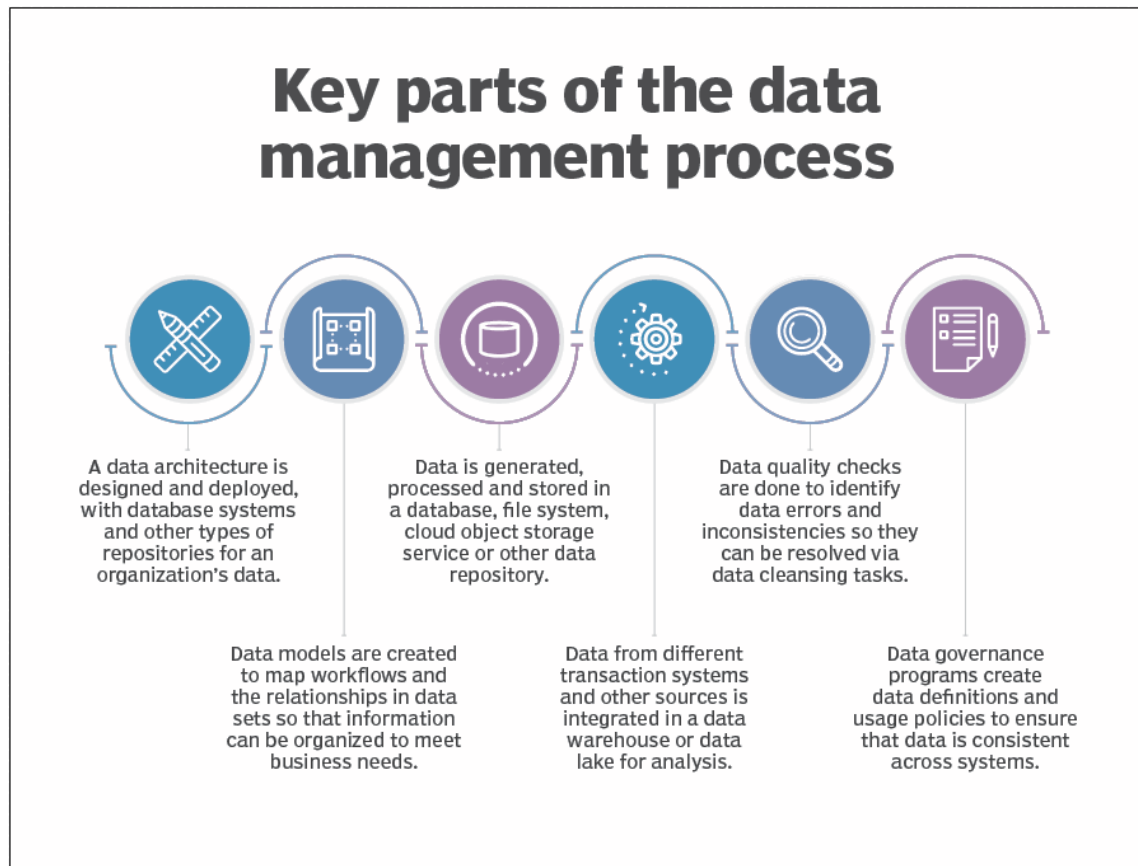 Key parts of the data
management process
A data architecture is
designed and deployed,
with database systems
and other types of
repositories for an
organization’s data.
Data models are created
to map workflows and
the relationships in data
sets so that information
can be organized to meet
business needs.
Data is generated,
processed and stored in
a database, file system,
cloud object storage
service or other data
repository.
Data from different
transaction systems
and other sources is
integrated in a data
warehouse or data
lake for analysis.
Data quality checks
are done to identify
data errors and
inconsistencies so they
can be resolved via
data cleansing tasks.
Data governance
programs create
data definitions and
usage policies to ensure
that data is consistent
across systems.